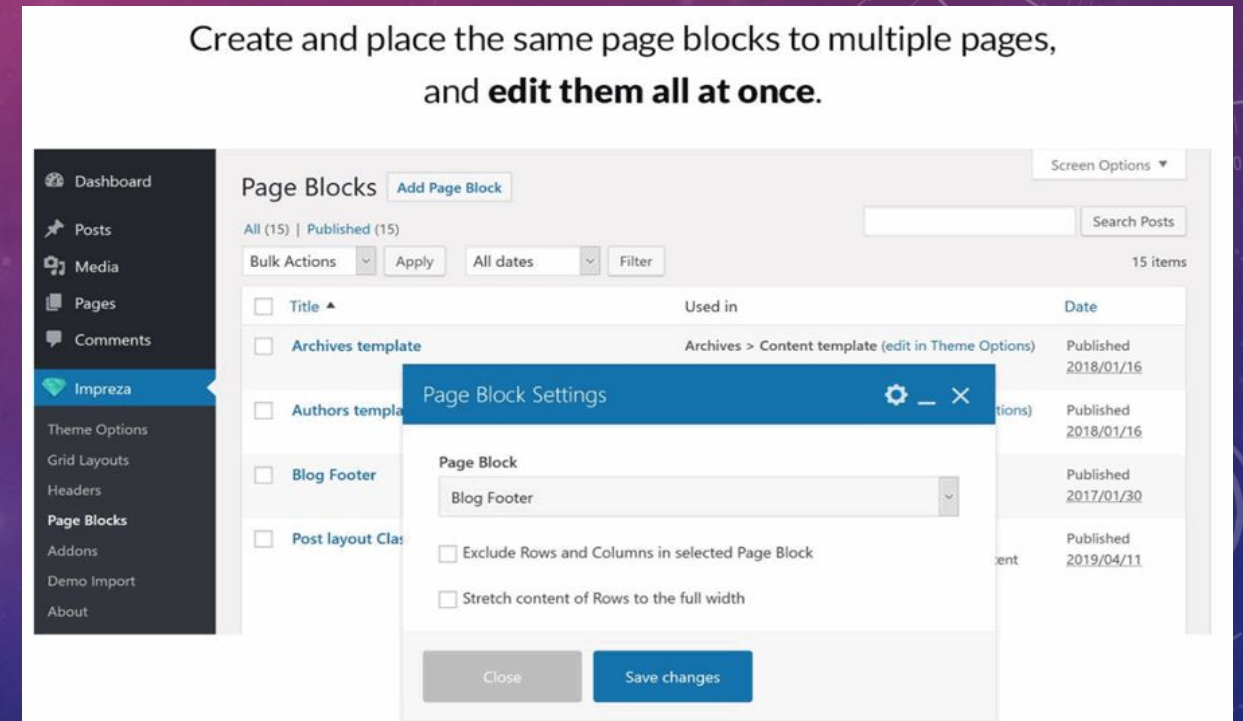 Create and place the same page blocks to multiple pages,
and edit them all at once.
Screen Options
Dashboard
Posts
Media
Pages
Comments
Impreza
Theme Options
Grid Layouts
Headers
Page Blocks
Addons
Demo Import
About
Page Blocks Add Page Block
All (15) | Published (15)
Search Posts
Bulk Actions Apply All dates Filter
15 items
Title Used in Date
Archives template Archives > Content template (edit in Theme Options) Published
2018/01/16
Authors templa tions) Published
2018/01/16
Blog Footer Published
2017/01/30
Post layout Clas Published
2019/04/11
Page Block Settings
Page Block
Blog Footer
Exclude Rows and Columns in selected Page Block
Stretch content of Rows to the full width
Close Save changes